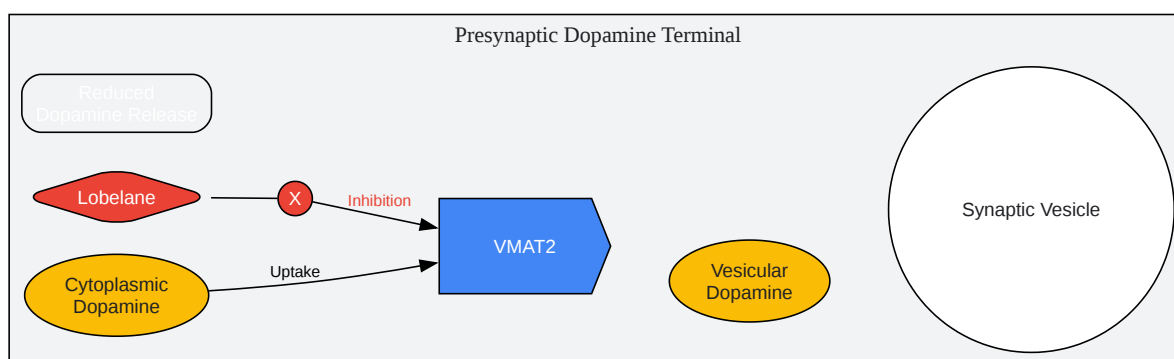 Presynaptic Dopamine Terminal
Reduced
Dopamine Release
Lobelane
X
Inhibition
VMAT2
Synaptic Vesicle
Cytoplasmic
Dopamine
Uptake
Vesicular
Dopamine